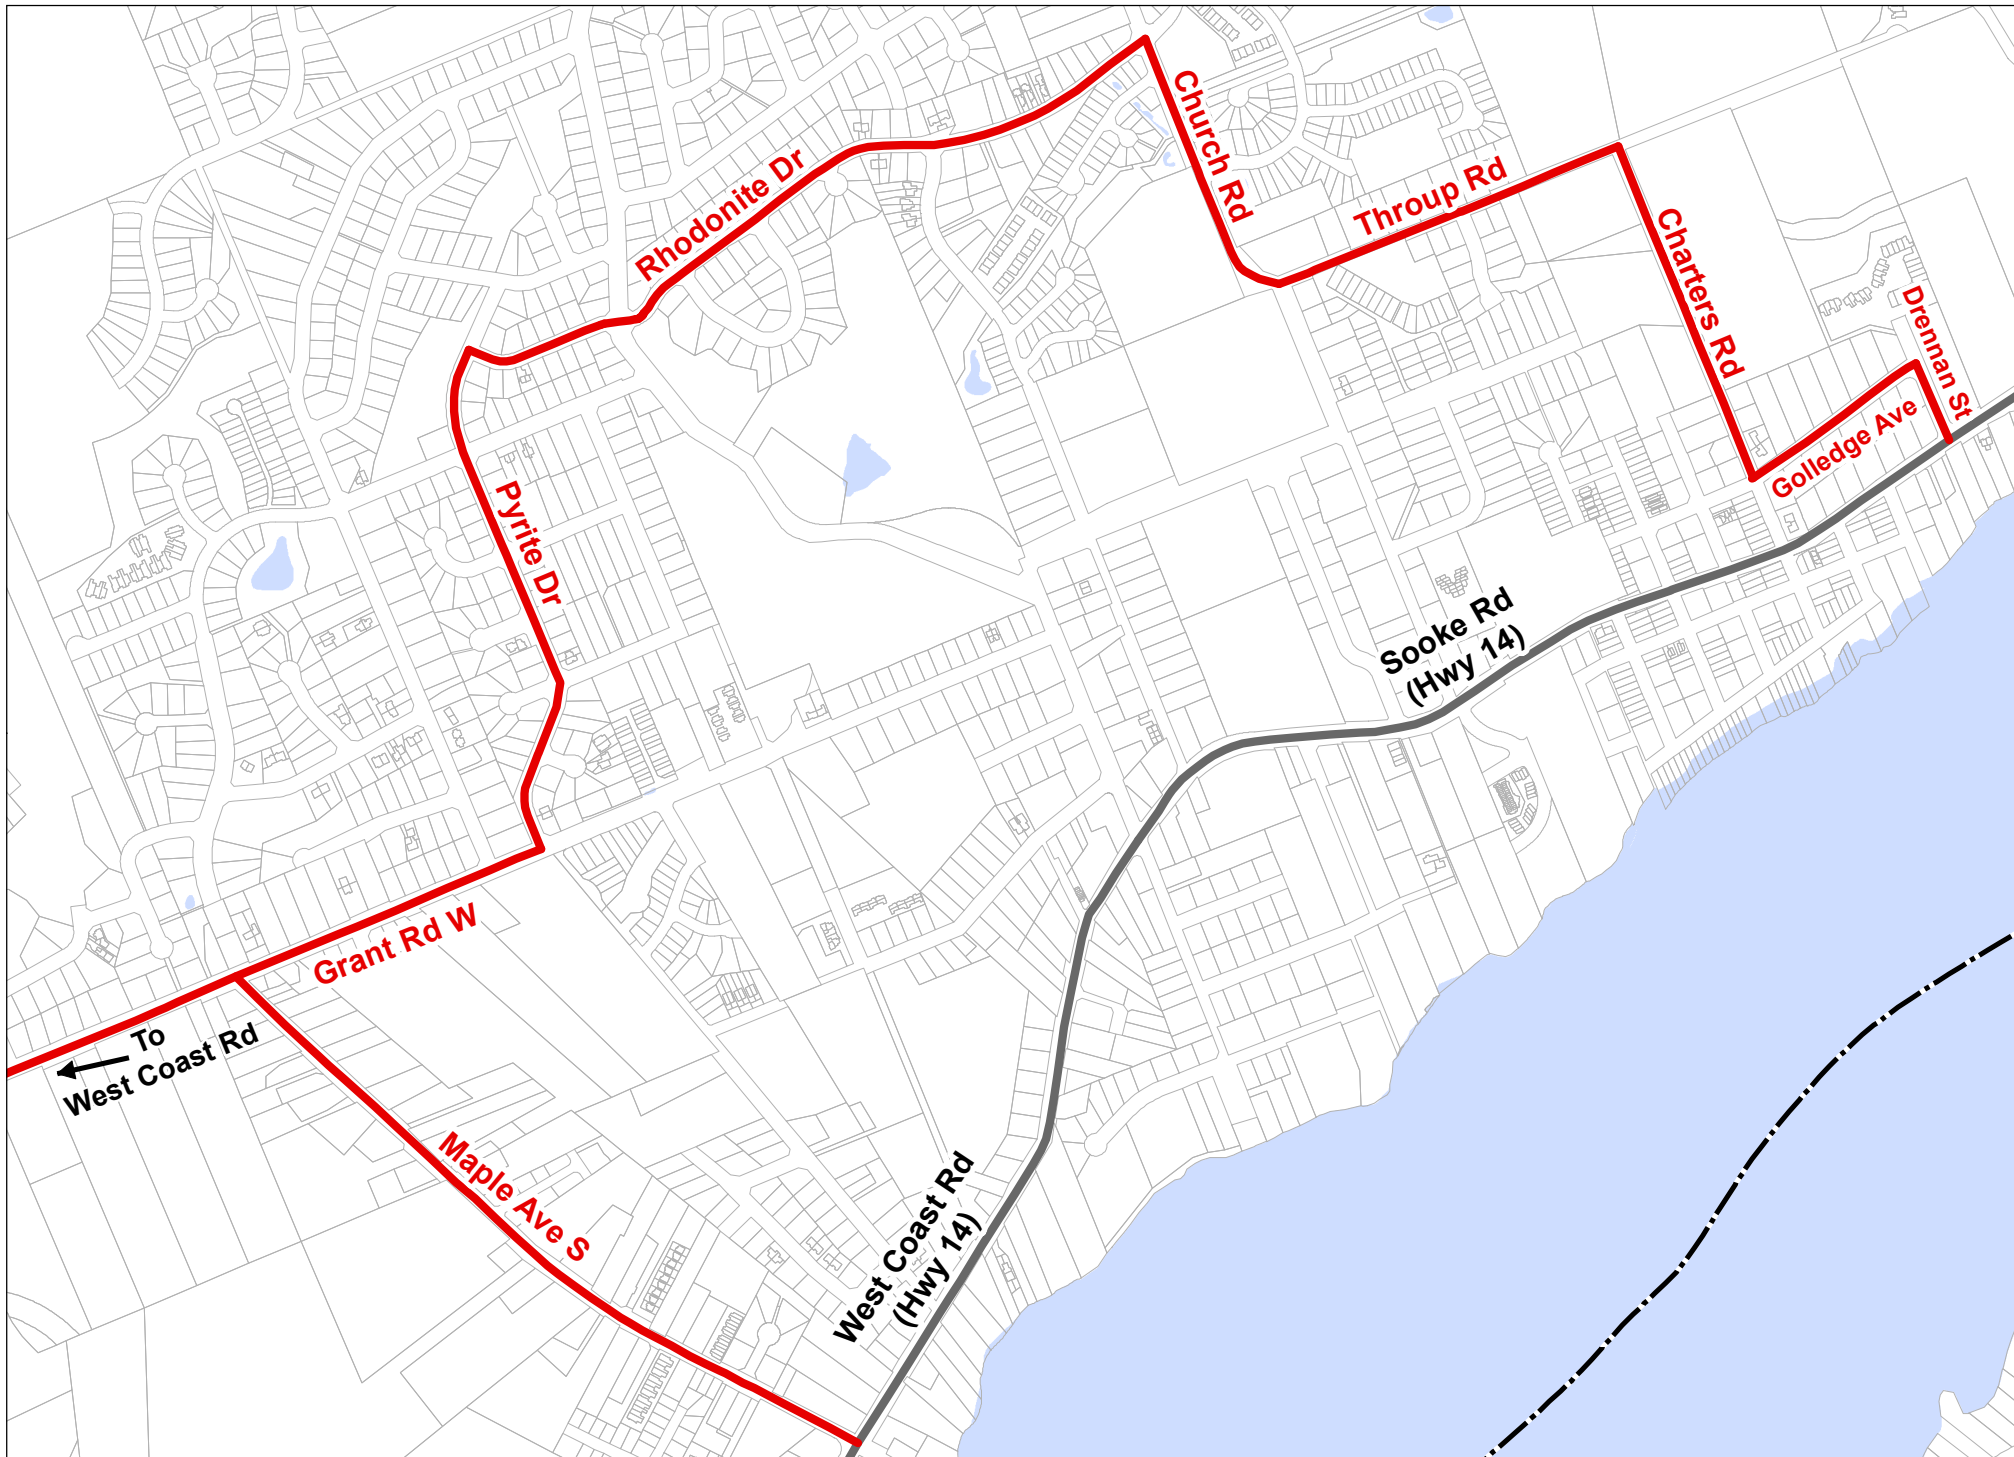 Church Rd
Throup Rd
Rhodonite Dr
Charters Rd
Drennan St
Golledge Ave
Pyrite Dr
Sooke Rd
(Hwy 14)
Grant Rd W
To
West Coast Rd
Maple Ave S
West Coast Rd
(Hwy 14)